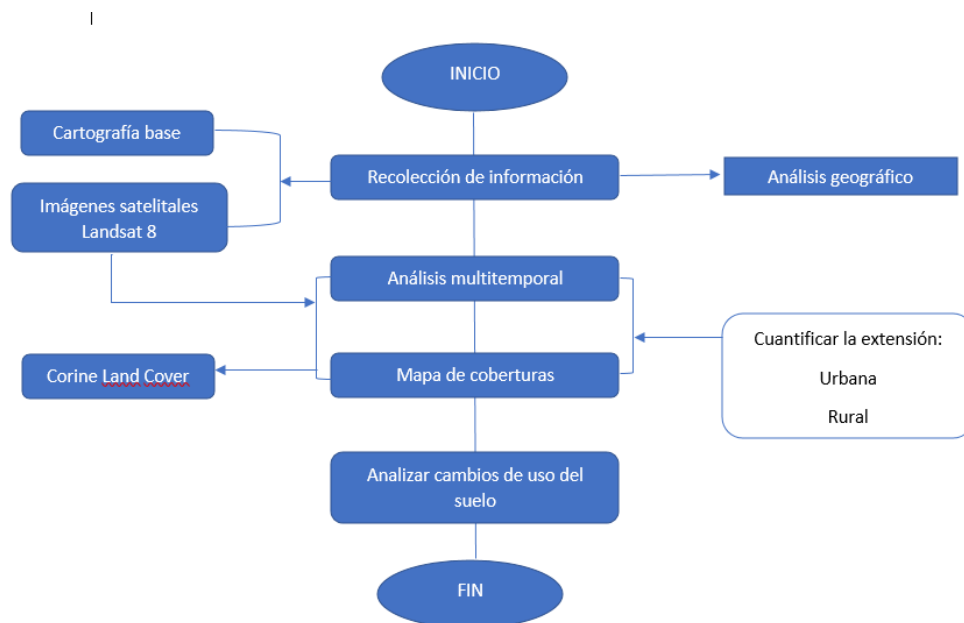 INICIO
Cartografía base
Recolección de información
Análisis geográfico
Imágenes satelitales
Landsat 8
Análisis multitemporal
Cuantificar la extensión:
Urbana
Rural
Corine Land Cover
Mapa de coberturas
Analizar cambios de uso del
suelo
FIN